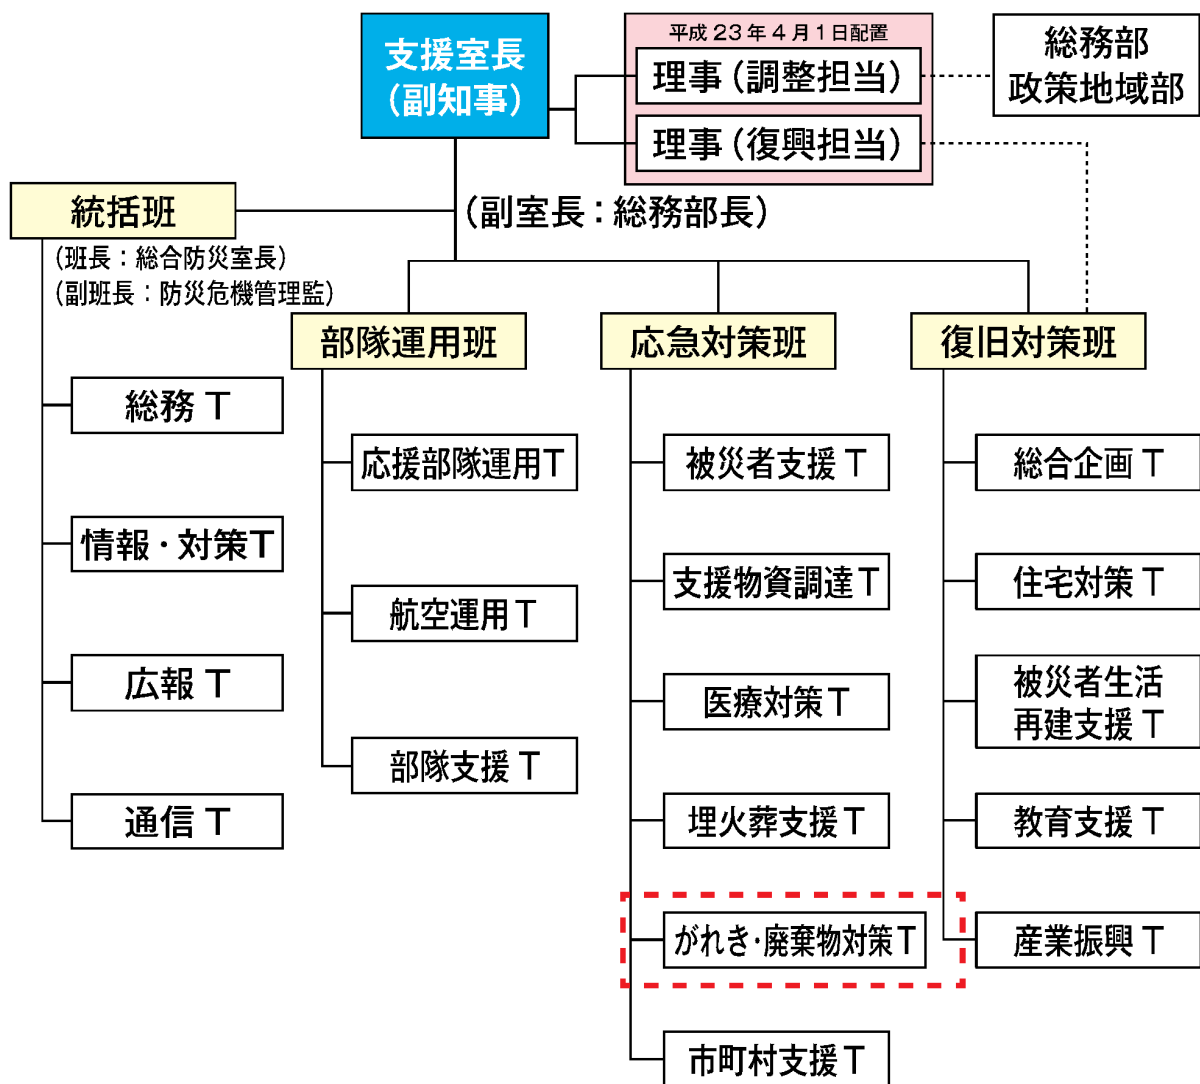 支援室長
（副知事）
平成 23 年 4 月 1 日配置
理事（調整担当）
理事（復興担当）
総務部
政策地域部
統括班
（副室長：総務部長）
（班長：総合防災室長）
（副班長：防災危機管理監）
部隊運用班
応急対策班
復旧対策班
総務 T
情報・対策T
広報 T
通信 T
応援部隊運用T
航空運用 T
部隊支援 T
被災者支援 T
支援物資調達 T
医療対策 T
埋火葬支援 T
がれき・廃棄物対策 T
市町村支援 T
総合企画 T
住宅対策 T
被災者生活
再建支援 T
教育支援 T
産業振興 T